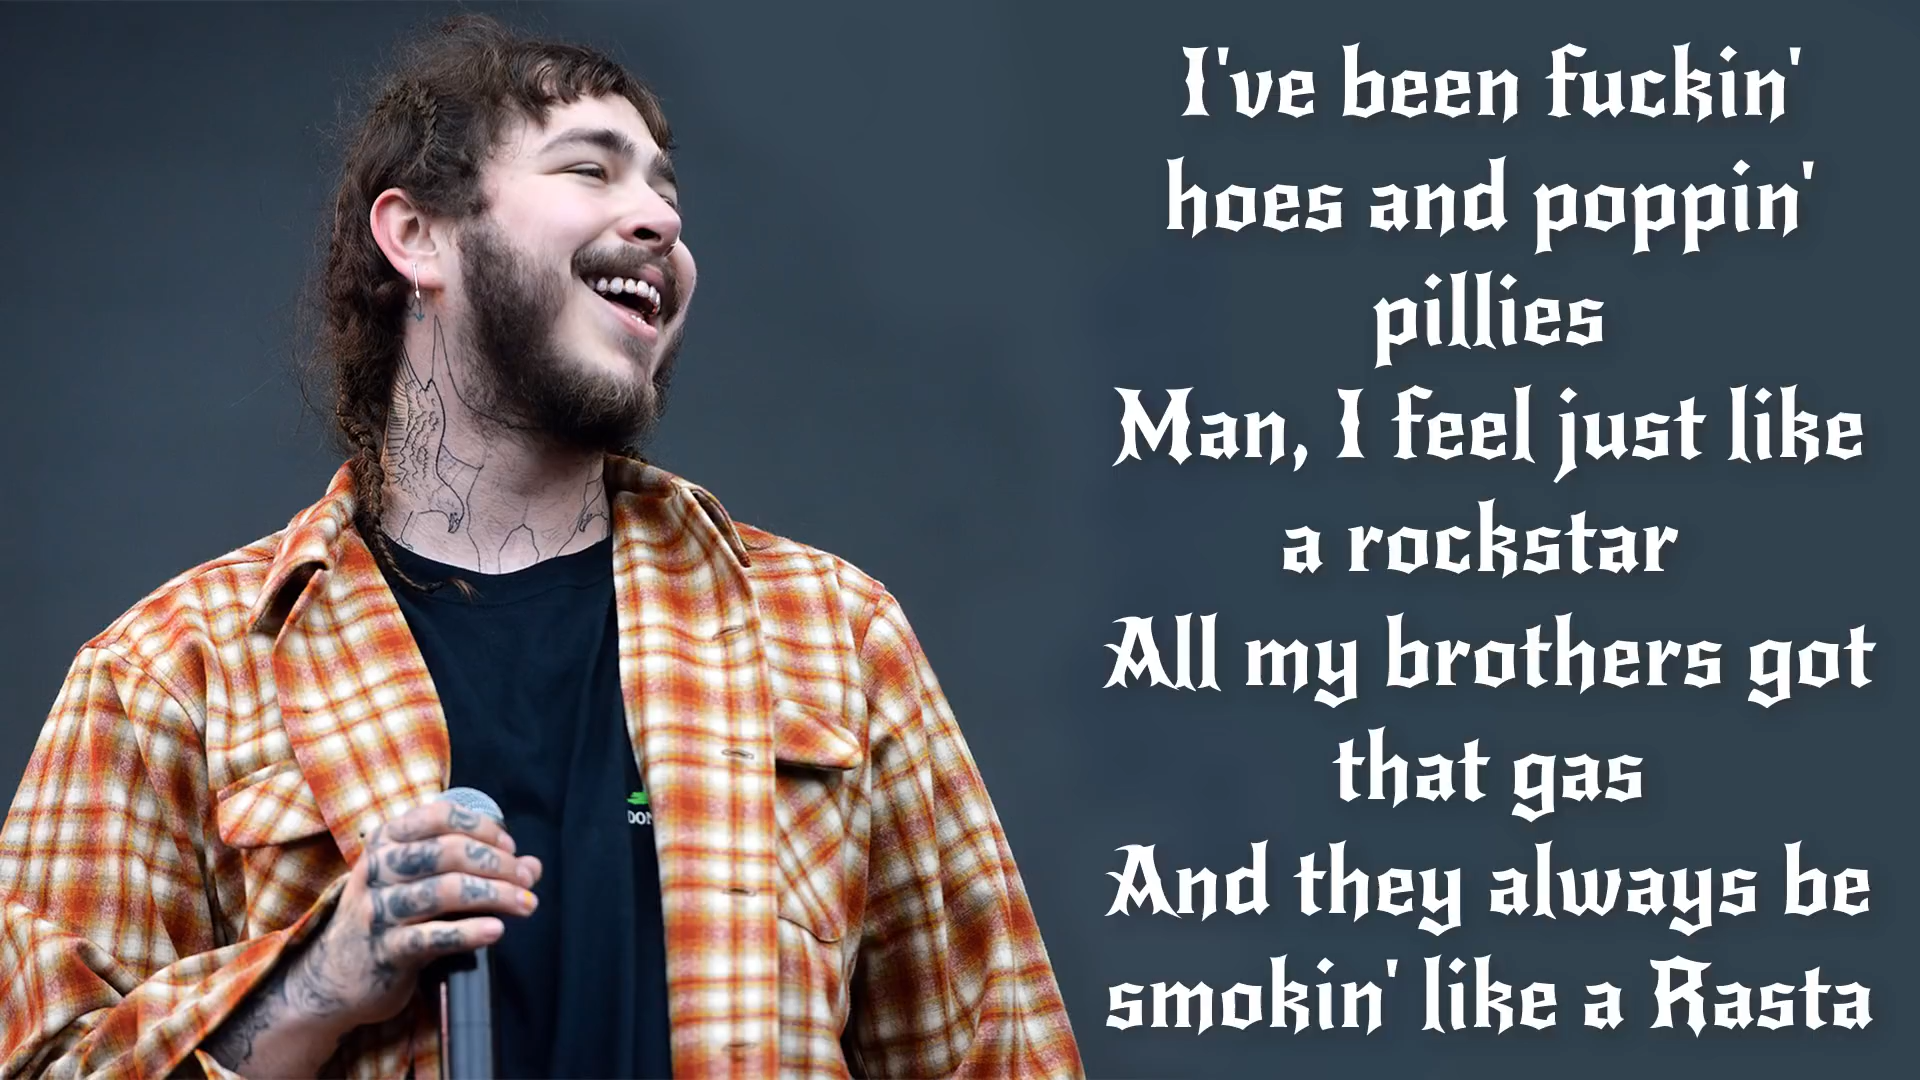 I've been fuckin'
hoes and poppin'
pillies
Man, I feel just like
a rockstar
All my brothers got
that gas
And they always be
smokin' like a Rasta